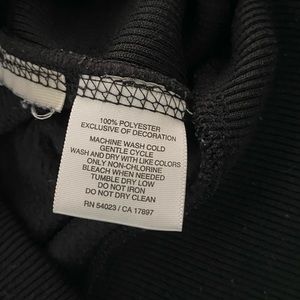 100% POLYESTER
EXCLUSIVE OF DECORATION
MACHINE WASH COLD
GENTLE CYCLE
WASH AND DRY WITH LIKE COLORS
ONLY NON-CHLORINE
BLEACH WHEN NEEDED
TUMBLE DRY LOW
DO NOT IRON
DO NOT DRY CLEAN
RN 54023 / CA 17897